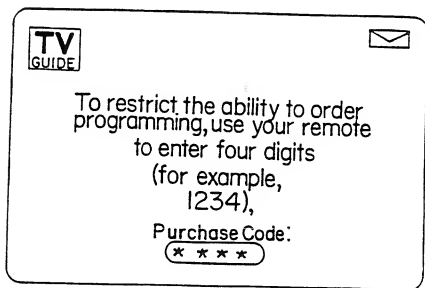 TV
GUIDE
To restrict the ability to order
programming, use your remote
to enter four digits
(for example,
1234),
Purchase Code:
* * * *